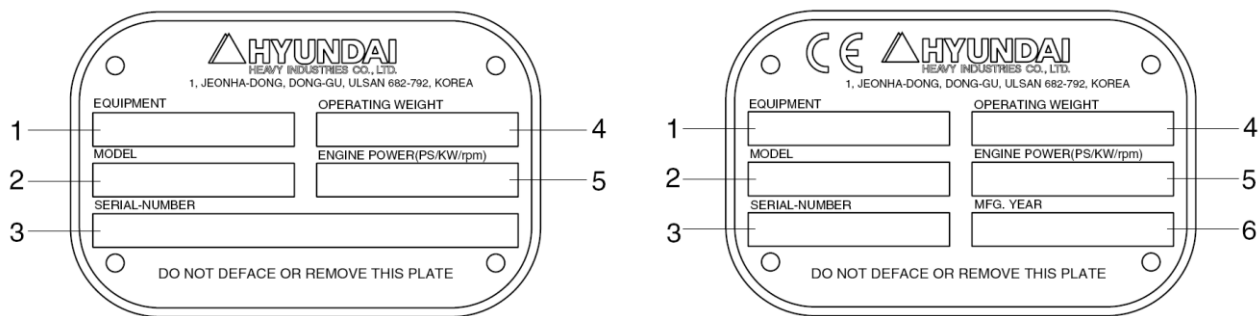 HYUNDAI
HEAVY INDUSTRIES CO., LTD.
1, JEONHA-DONG, DONG-GU, ULSAN 682-792, KOREA
EQUIPMENT OPERATING WEIGHT
1 4
MODEL ENGINE POWER(PS/KW/rpm)
2 5
SERIAL-NUMBER
3
DO NOT DEFACE OR REMOVE THIS PLATE
CE HYUNDAI
HEAVY INDUSTRIES CO., LTD.
1, JEONHA-DONG, DONG-GU, ULSAN 682-792, KOREA
EQUIPMENT OPERATING WEIGHT
1 4
MODEL ENGINE POWER(PS/KW/rpm)
2 5
SERIAL-NUMBER MFG. YEAR
3 6
DO NOT DEFACE OR REMOVE THIS PLATE